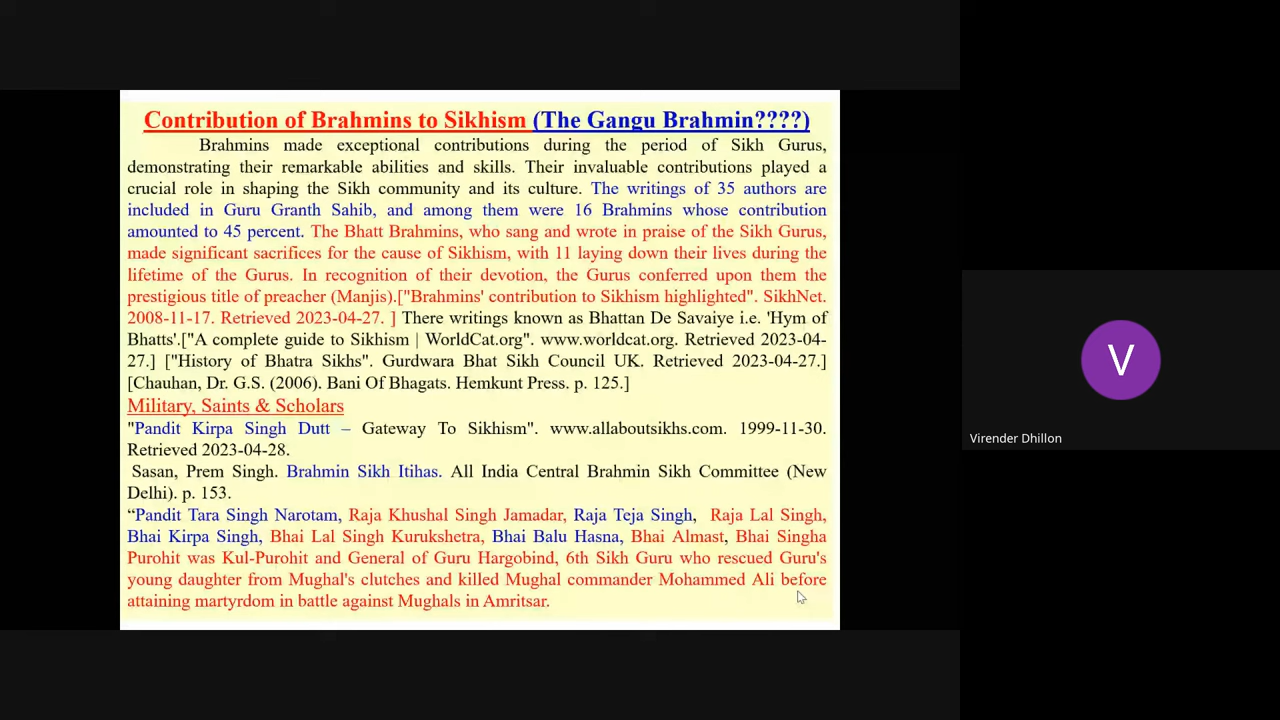 Contribution of Brahmins to Sikhism (The Gangu Brahmin????)
Brahmins made exceptional contributions during the period of Sikh Gurus,
demonstrating their remarkable abilities and skills. Their invaluable contributions played a
crucial role in shaping the Sikh community and its culture. The writings of 35 authors are
included in Guru Granth Sahib, and among them were 16 Brahmins whose contribution
amounted to 45 percent. The Bhatt Brahmins, who sang and wrote in praise of the Sikh Gurus,
made significant sacrifices for the cause of Sikhism, with 11 laying down their lives during the
lifetime of the Gurus. In recognition of their devotion, the Gurus conferred upon them the
prestigious title of preacher (Manjis).["Brahmins' contribution to Sikhism highlighted". SikhNet.
2008-11-17. Retrieved 2023-04-27. ] There writings known as Bhattan De Savaiye i.e. 'Hym of
Bhatts'.["A complete guide to Sikhism | WorldCat.org". www.worldcat.org. Retrieved 2023-04-
27.] ["History of Bhatra Sikhs". Gurdwara Bhat Sikh Council UK. Retrieved 2023-04-27.]
[Chauhan, Dr. G.S. (2006). Bani Of Bhagats. Hemkunt Press. p. 125.]
Military, Saints & Scholars
"Pandit Kirpa Singh Dutt – Gateway To Sikhism". www.allaboutsikhs.com. 1999-11-30.
Retrieved 2023-04-28.
Sasan, Prem Singh. Brahmin Sikh Itihas. All India Central Brahmin Sikh Committee (New
Delhi). p. 153.
“Pandit Tara Singh Narotam, Raja Khushal Singh Jamadar, Raja Teja Singh, Raja Lal Singh,
Bhai Kirpa Singh, Bhai Lal Singh Kurukshetra, Bhai Balu Hasna, Bhai Almast, Bhai Singha
Purohit was Kul-Purohit and General of Guru Hargobind, 6th Sikh Guru who rescued Guru's
young daughter from Mughal's clutches and killed Mughal commander Mohammed Ali before
attaining martyrdom in battle against Mughals in Amritsar.
V
Virender Dhillon